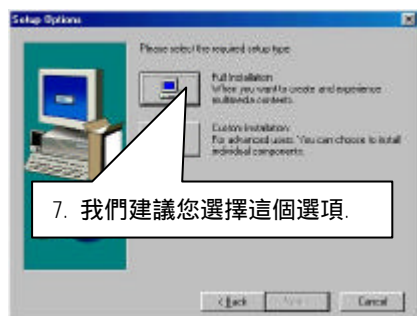 Setup Options
Please select the required setup type
Full Installation
When you want to create and experience
multimedia contents.
Custom Installation
For advanced users. You can choose to install
individual components.
7. 我們建議您選擇這個選項.
< Back
Cancel